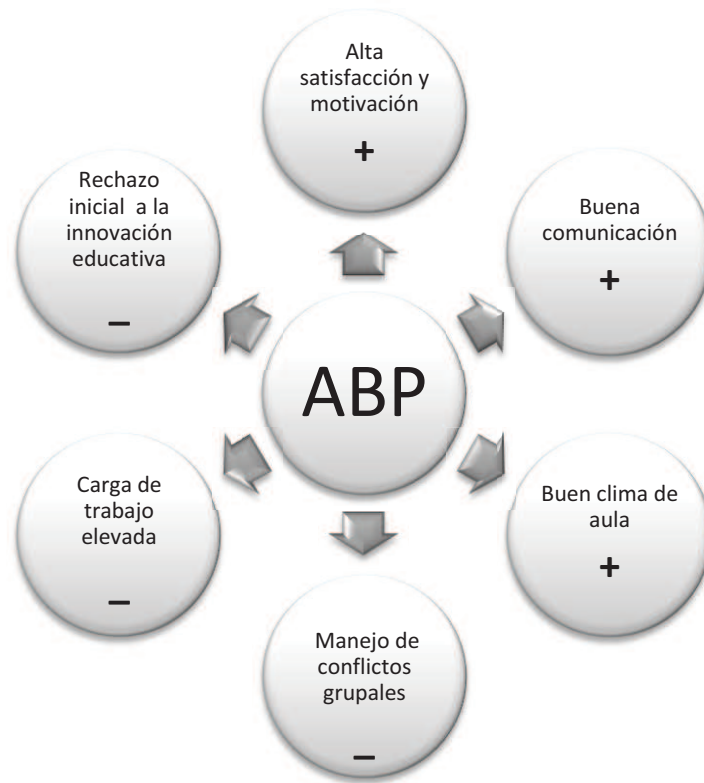 Alta
satisfacción y
motivación
+
Buena
comunicación
+
Buen clima de
aula
+
Manejo de
conflictos
grupales
–
Carga de
trabajo
elevada
–
Rechazo
inicial a la
innovación
educativa
–
ABP